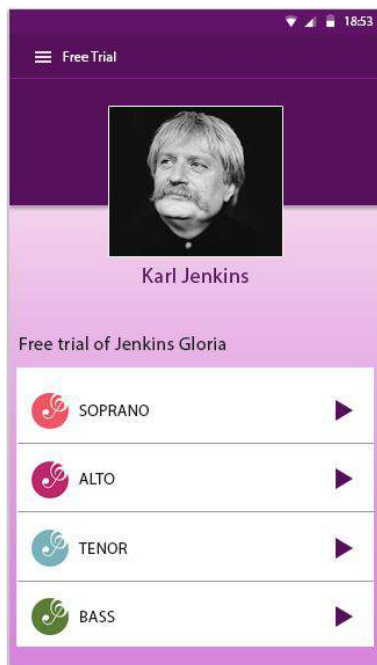 18:53
Free Trial
Karl Jenkins
Free trial of Jenkins Gloria
SOPRANO
ALTO
TENOR
BASS